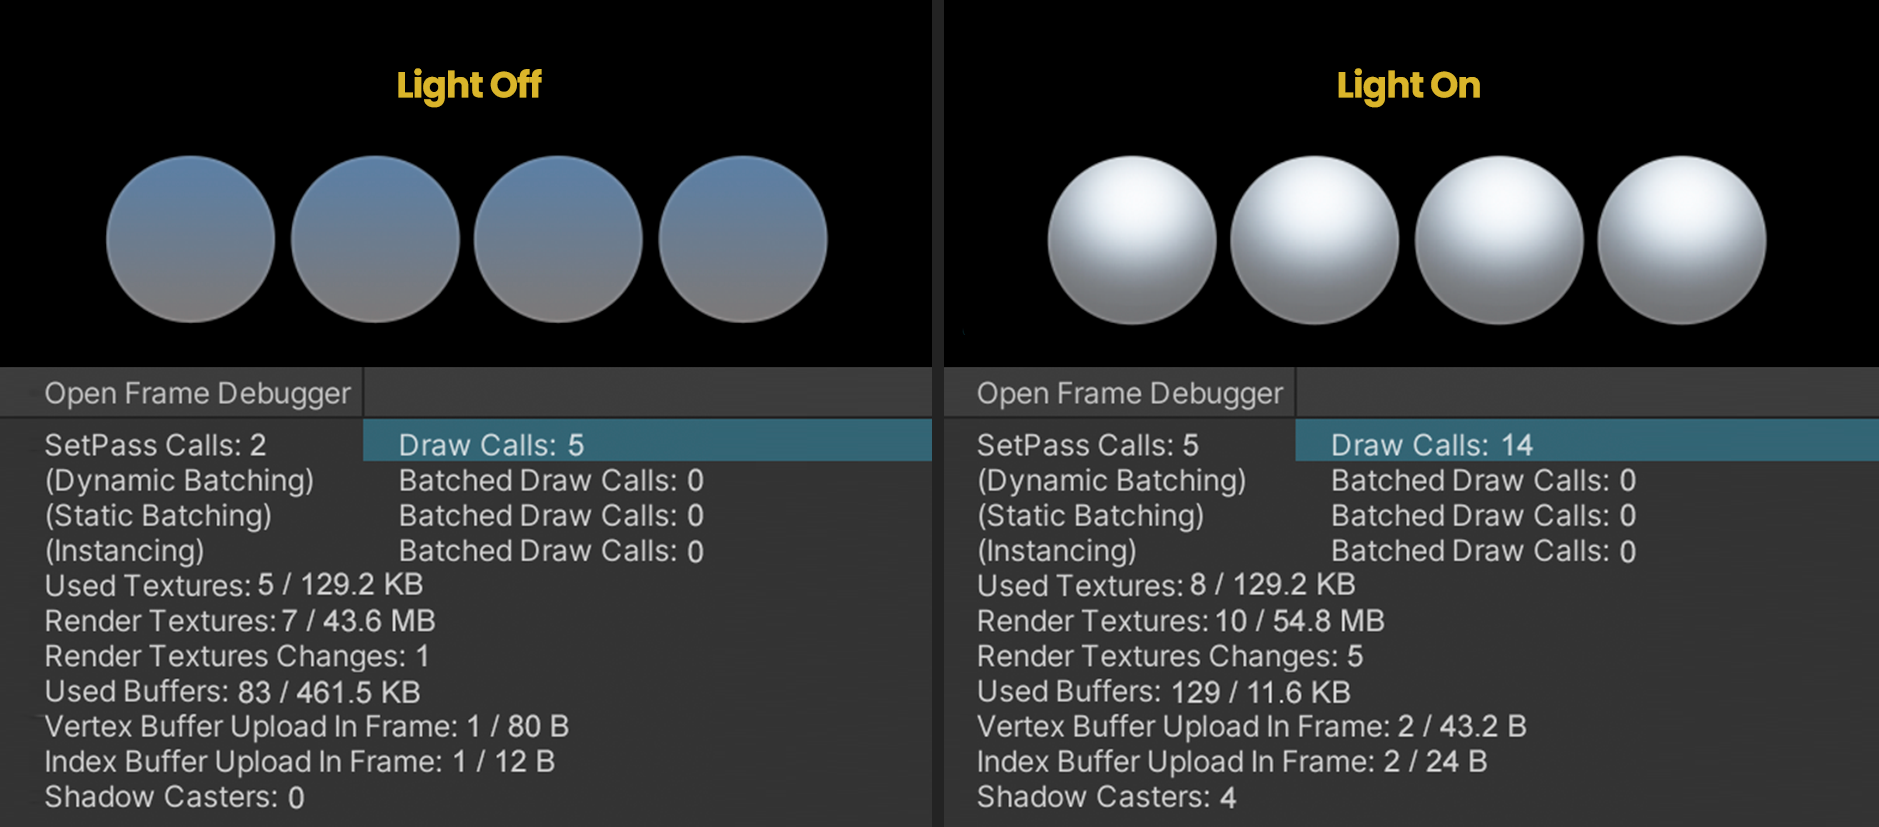 Light Off
Open Frame Debugger
SetPass Calls: 2 Draw Calls: 5
(Dynamic Batching) Batched Draw Calls: 0
(Static Batching) Batched Draw Calls: 0
(Instancing) Batched Draw Calls: 0
Used Textures: 5 / 129.2 KB
Render Textures: 7 / 43.6 MB
Render Textures Changes: 1
Used Buffers: 83 / 461.5 KB
Vertex Buffer Upload In Frame: 1 / 80 B
Index Buffer Upload In Frame: 1 / 12 B
Shadow Casters: 0
Light On
Open Frame Debugger
SetPass Calls: 5 Draw Calls: 14
(Dynamic Batching) Batched Draw Calls: 0
(Static Batching) Batched Draw Calls: 0
(Instancing) Batched Draw Calls: 0
Used Textures: 8 / 129.2 KB
Render Textures: 10 / 54.8 MB
Render Textures Changes: 5
Used Buffers: 129 / 11.6 KB
Vertex Buffer Upload In Frame: 2 / 43.2 B
Index Buffer Upload In Frame: 2 / 24 B
Shadow Casters: 4